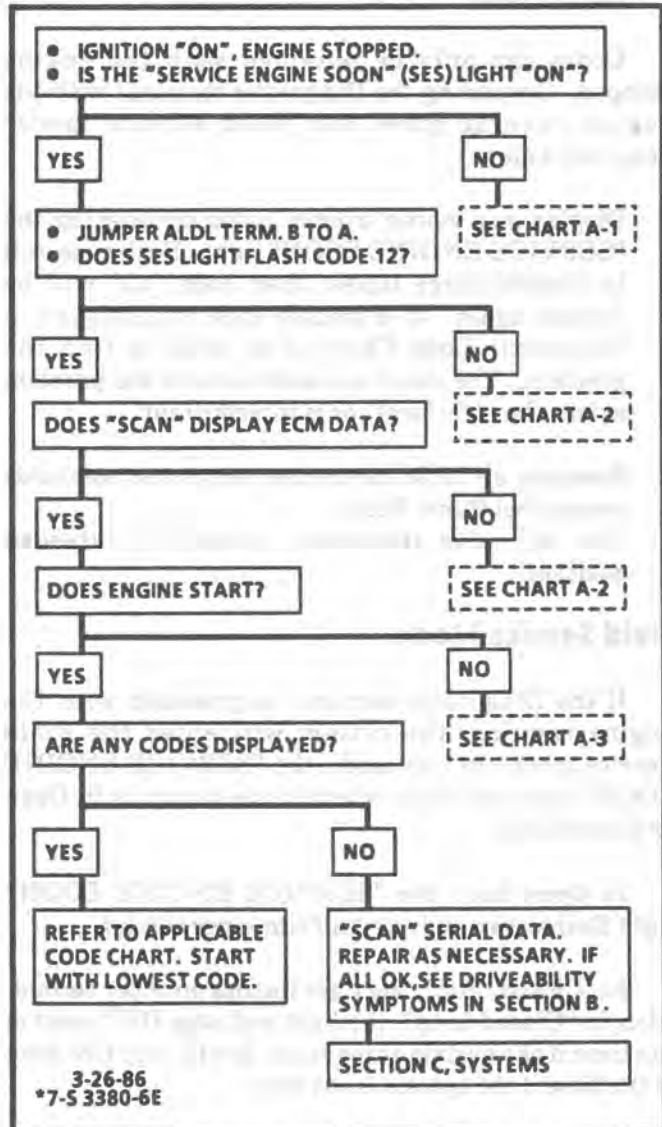 ● IGNITION "ON", ENGINE STOPPED.
● IS THE "SERVICE ENGINE SOON" (SES) LIGHT "ON"?
YES
NO
● JUMPER ALDL TERM. B TO A.
● DOES SES LIGHT FLASH CODE 12?
SEE CHART A-1
YES
NO
DOES "SCAN" DISPLAY ECM DATA?
SEE CHART A-2
YES
NO
DOES ENGINE START?
SEE CHART A-2
YES
NO
ARE ANY CODES DISPLAYED?
SEE CHART A-3
YES
NO
REFER TO APPLICABLE
CODE CHART. START
WITH LOWEST CODE.
"SCAN" SERIAL DATA.
REPAIR AS NECESSARY. IF
ALL OK, SEE DRIVEABILITY
SYMPTOMS IN SECTION B.
SECTION C, SYSTEMS
3-26-86
*7-S 3380-6E